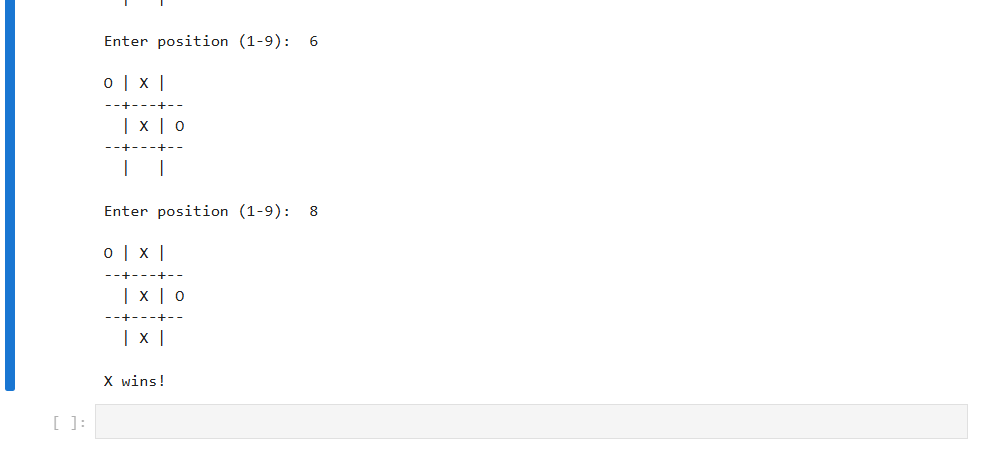 Enter position (1-9):  6
O | X |
--+---+--
  | X | O
--+---+--
  |   |
Enter position (1-9):  8
O | X |
--+---+--
  | X | O
--+---+--
  | X |
X wins!
[ ]: